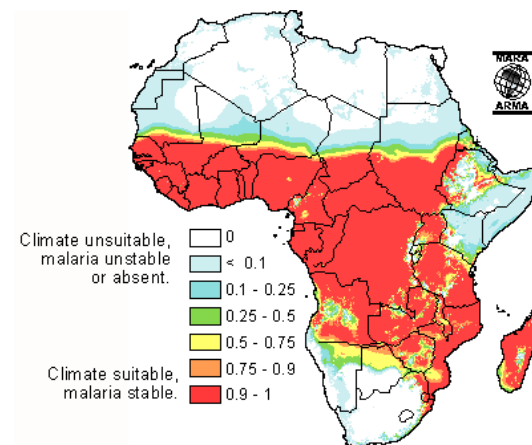 MARA
ARMA
Climate unsuitable,
malaria unstable
or absent.
Climate suitable,
malaria stable.
0
< 0.1
0.1 - 0.25
0.25 - 0.5
0.5 - 0.75
0.75 - 0.9
0.9 - 1